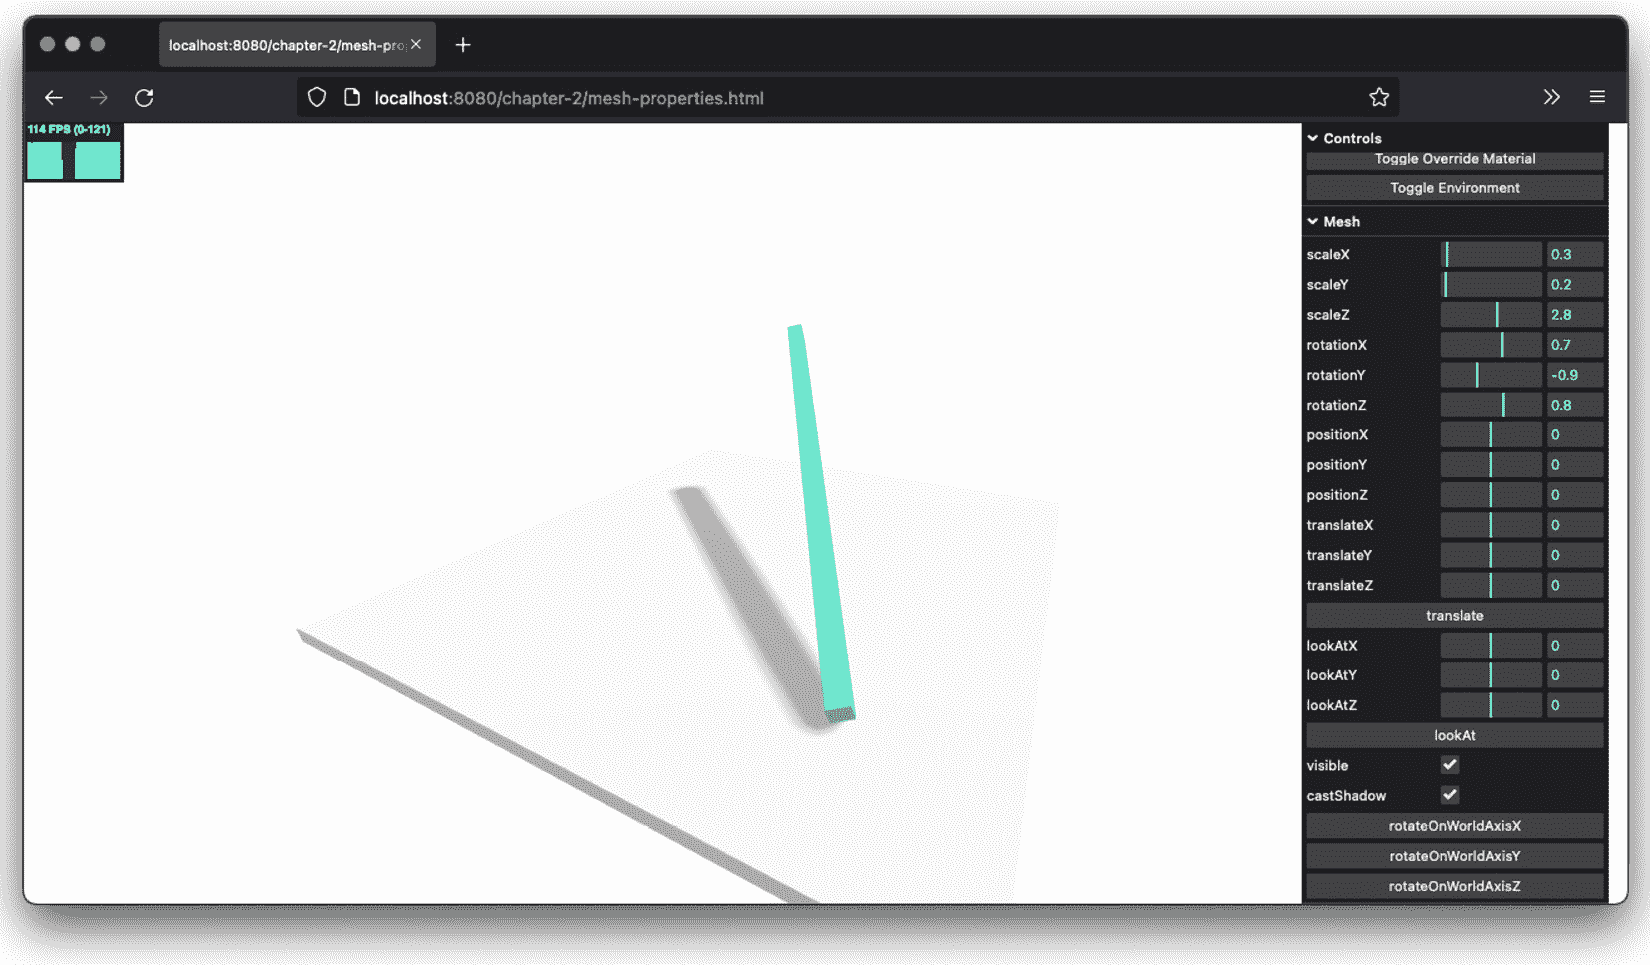 localhost:8080/chapter-2/mesh-pro
localhost:8080/chapter-2/mesh-properties.html
114 FPS (0-121)
Controls
Toggle Override Material
Toggle Environment
Mesh
scaleX 0.3
scaleY 0.2
scaleZ 2.8
rotationX 0.7
rotationY -0.9
rotationZ 0.8
positionX 0
positionY 0
positionZ 0
translateX 0
translateY 0
translateZ 0
translate
lookAtX 0
lookAtY 0
lookAtZ 0
lookAt
visible
castShadow
rotateOnWorldAxisX
rotateOnWorldAxisY
rotateOnWorldAxisZ